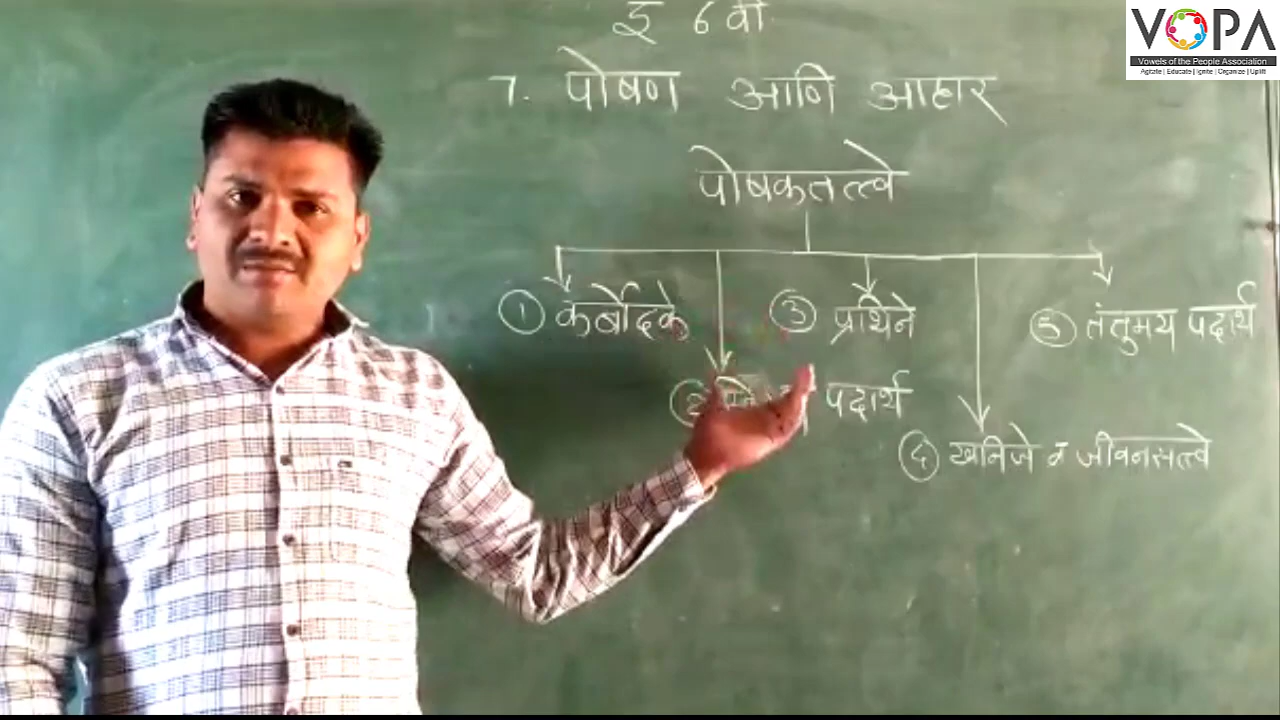 VOPA
Vowels of the People Association
Agitate | Educate | Ignite | Organize | Uplift
इ 6 वी
7. पोषण आणि आहार
पोषकतत्त्वे
① कर्बोदके
③ प्रथिने
⑤ तंतुमय पदार्थ
② पदार्थ
④ खनिजे व जीवनसत्त्वे